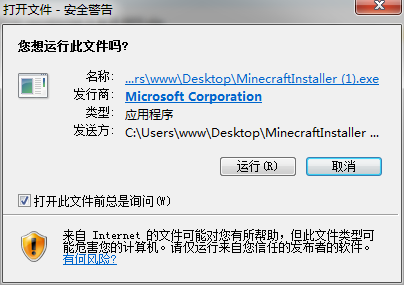 打开文件 - 安全警告
您想运行此文件吗?
名称: ...rs\www\Desktop\MinecraftInstaller (1).exe
发行商: Microsoft Corporation
类型: 应用程序
发送方: C:\Users\www\Desktop\MinecraftInstaller ...
运行(R) 取消
打开此文件前总是询问(W)
来自 Internet 的文件可能对您有所帮助，但此文件类型可
能危害您的计算机。请仅运行来自您信任的发布者的软件。
有何风险?